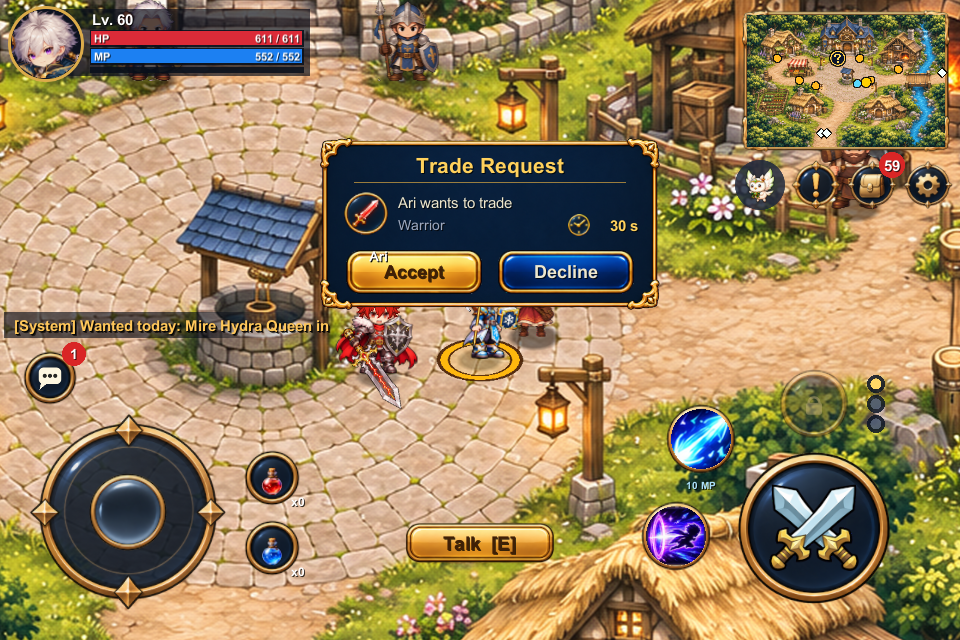 Lv. 60
HP 611 / 611
MP 552 / 552
?
59
Trade Request
Ari wants to trade
Warrior
30 s
Ari
Accept
Decline
[System] Wanted today: Mire Hydra Queen in
1
x0
x0
10 MP
Talk [E]